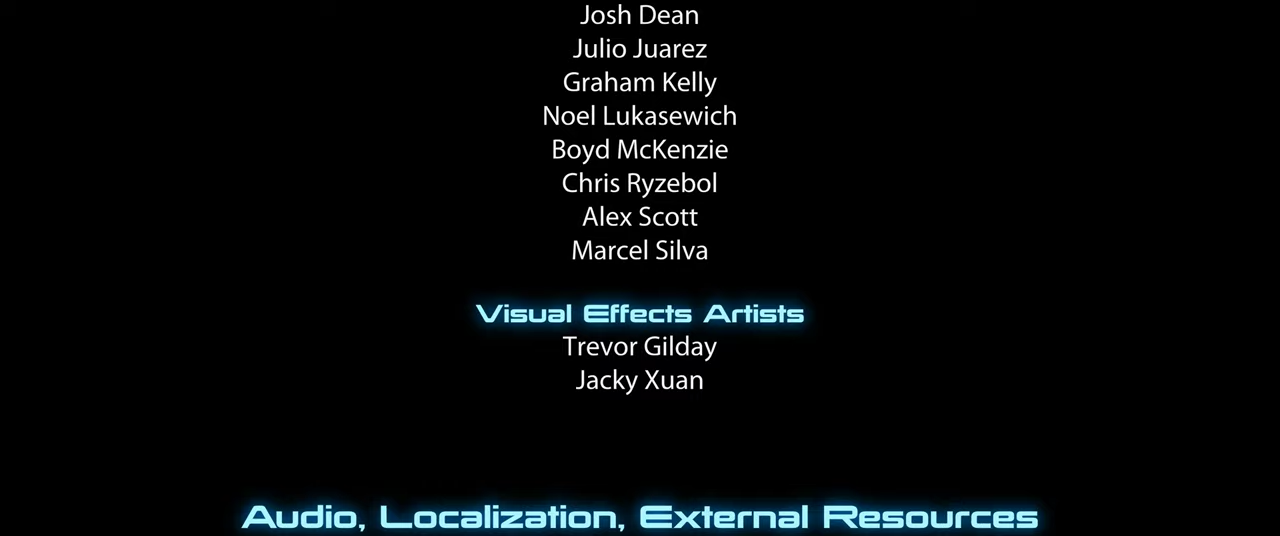 Josh Dean
Julio Juarez
Graham Kelly
Noel Lukasewich
Boyd McKenzie
Chris Ryzebol
Alex Scott
Marcel Silva
Visual Effects Artists
Trevor Gilday
Jacky Xuan
Audio, Localization, External Resources